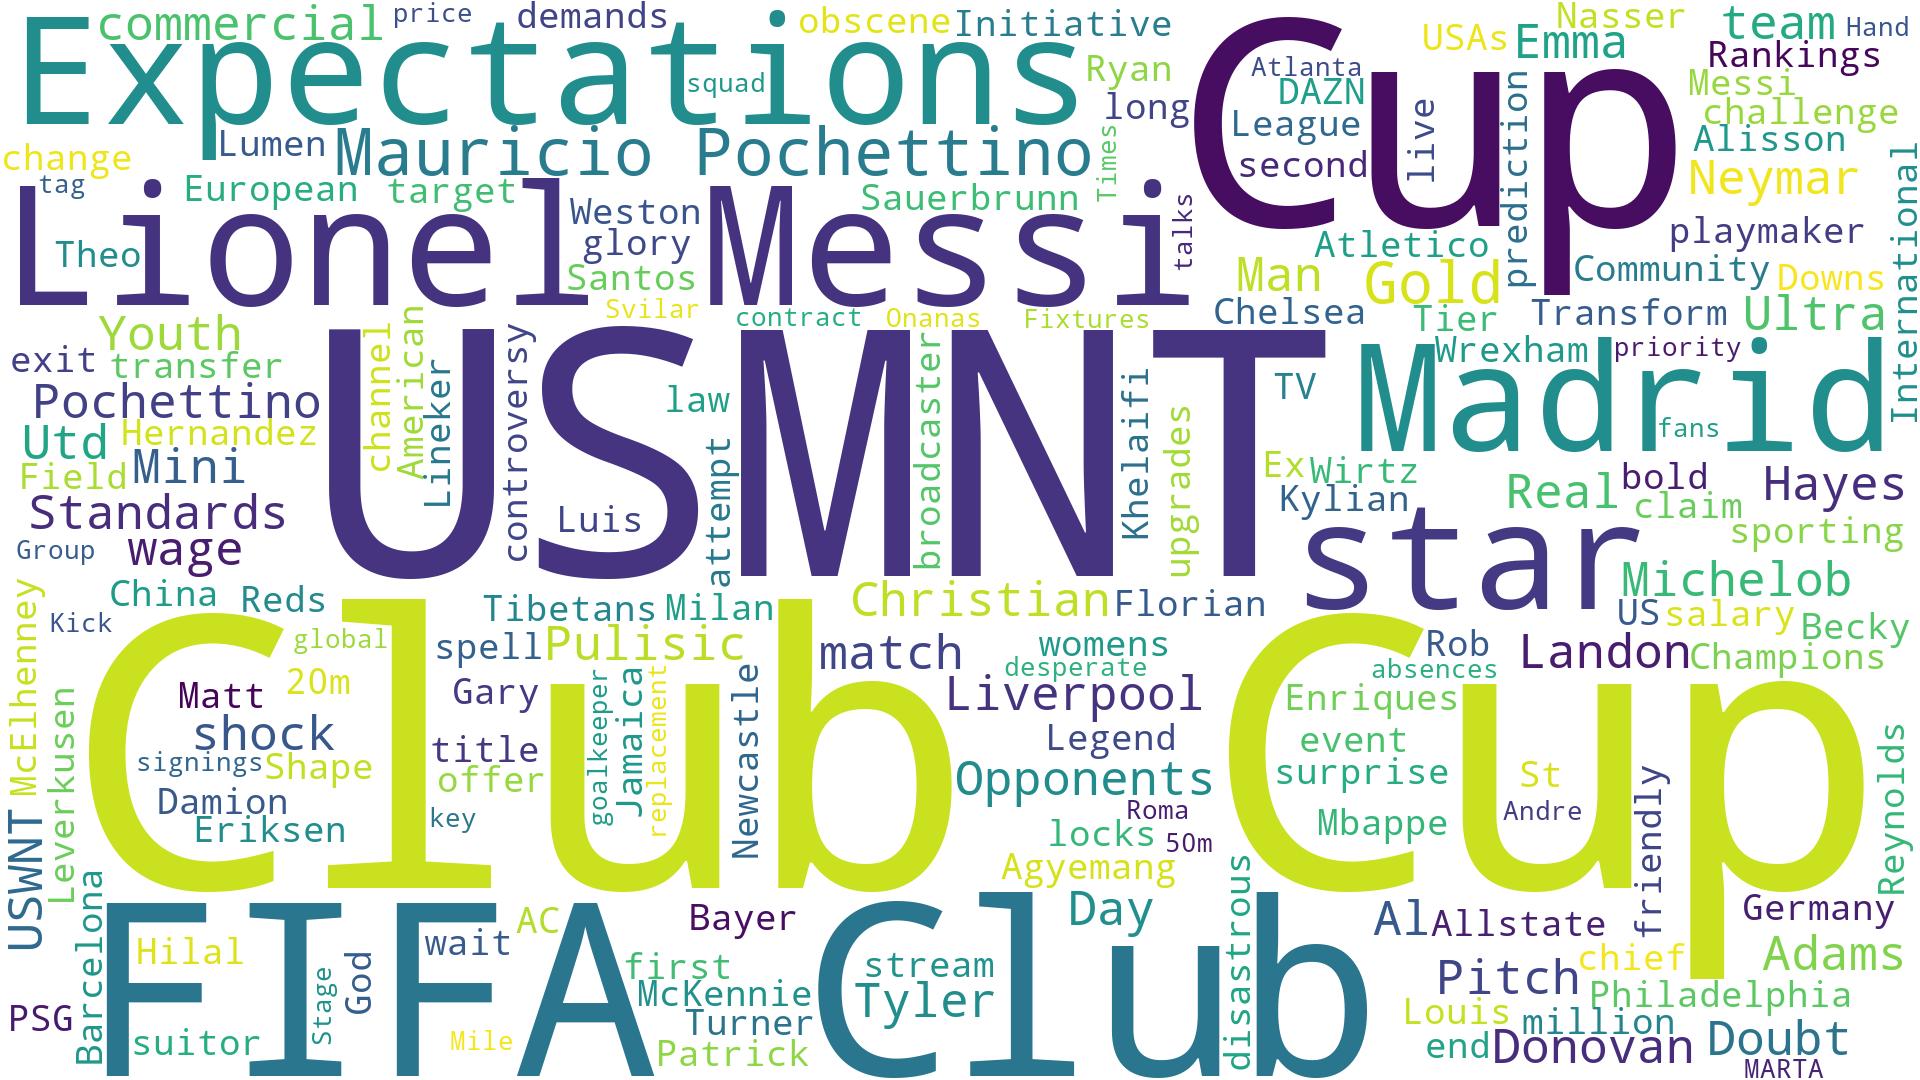 commercial
price
demands
obscene
Initiative
Expectations
squad
Ryan
long
Cup
Atlanta
DAZN
League
second
live
prediction
USAs
Emma
Nasser
team
Hand
Rankings
Messi
challenge
Alisson
Neymar
playmaker
International
change
tag
Lumen
Mauricio Pochettino
Times
European
target
Sauerbrunn
talks
Lionel Messi
Theo
Weston
glory
Santos
Svilar
contract
Onanas
Fixtures
Atletico
Man
Gold
Chelsea
Tier
Community
Downs
Transform
Ultra
Youth
exit
transfer
Pochettino
Utd
Hernandez
Field
Mini
Standards
Group
wage
USMNT
channel
American
Lineker
controversy
Luis
law
attempt
broadcaster
Khelaifi
upgrades
TV
Wrexham
priority
Madrid
fans
Ex
Wirtz
Kylian
Real
bold
claim
Hayes
sporting
star
Michelob
China
Reds
Kick
McElhenney
global
Tibetans
Milan
Christian
Florian
spell
Pulisic
match
womens
desperate
US
salary
Becky
Rob
absences
Landon
Champions
Club Cup
Matt
20m
Gary
shock
signings
Shape
Damion
Eriksen
title
offer
key
goalkeeper
Jamaica
replacement
Newcastle
Liverpool
Legend
Opponents
Roma
locks
50m
Agyemang
Enriques
event
surprise
St
Andre
Mbappe
friendly
Reynolds
Leverkusen
USWNT
Barcelona
FIFA Club
Hilal
PSG
suitor
Stage
God
wait
Mile
AC
Bayer
first
McKennie
Turner
Patrick
stream
Tyler
Day
disastrous
Al
Allstate
Germany
chief
Adams
Pitch
Philadelphia
Louis
million
end
Donovan
Doubt
MARTA